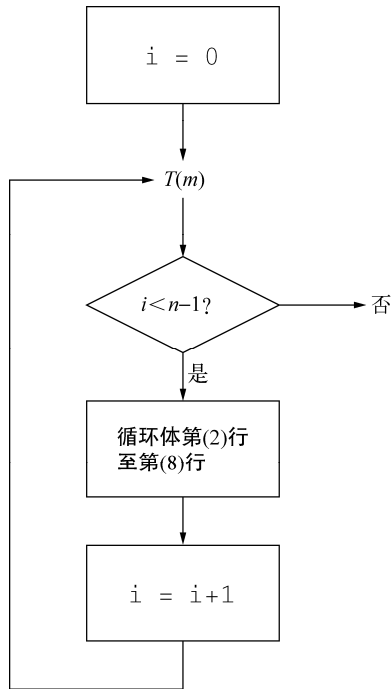 i = 0
T(m)
i<n–1?
否
是
循环体第(2)行
至第(8)行
i = i+1